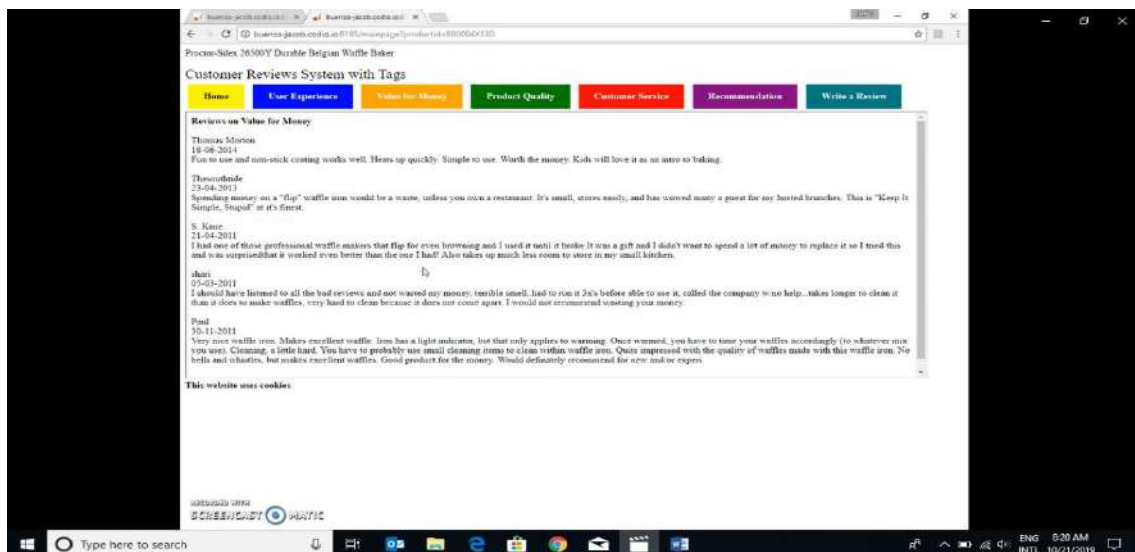 buenos-jacob.codio.io
Proctor-Silex 26500Y Durable Belgian Waffle Baker
Customer Reviews System with Tags
Home User Experience Value for Money Product Quality Customer Service Recommendation Write a Review
Reviews on Value for Money
Thomas Morton
18-06-2014
Fun to use and non-stick coating works well. Heats up quickly. Simple to use. Worth the money. Kids will love it as an intro to baking.
23-04-2013
Spending money on a "flip" waffle iron would be a waste, unless you own a restaurant. It's small, stores easily, and has wowed many a guest for my hosted brunches. This is "Keep It
Simple, Stupid" at it's finest.
S. Kane
21-04-2011
I had one of those professional waffle makers that flip for even browning and I used it until it broke It was a gift and I didn't want to spend a lot of money to replace it so I tried this
and was surprisedthat it worked even better than the one I had! Also takes up much less room to store in my small kitchen.
shari
05-03-2011
I should have listened to all the bad reviews and not wasted my money, terrible smell..had to run it 3x's before able to use it, called the company w/no help...takes longer to clean it
than it does to make waffles, very hard to clean because it does not come apart. I would not recommend wasting your money.
Paul
30-11-2011
Very nice waffle iron. Makes excellent waffle. Iron has a light indicator, but that only applies to warming. Once warmed, you have to time your waffles accordingly (to whatever mix
you use). Cleaning, a little hard. You have to probably use small cleaning items to clean within waffle iron. Quite impressed with the quality of waffles made with this waffle iron. No
bells and whistles, but makes excellent waffles. Good product for the money. Would definately recommend for new and/or experi
This website uses cookies
RECORDED WITH
SCREENCAST MATIC
Type here to search
ENG 8:20 AM
INTL 10/21/2019